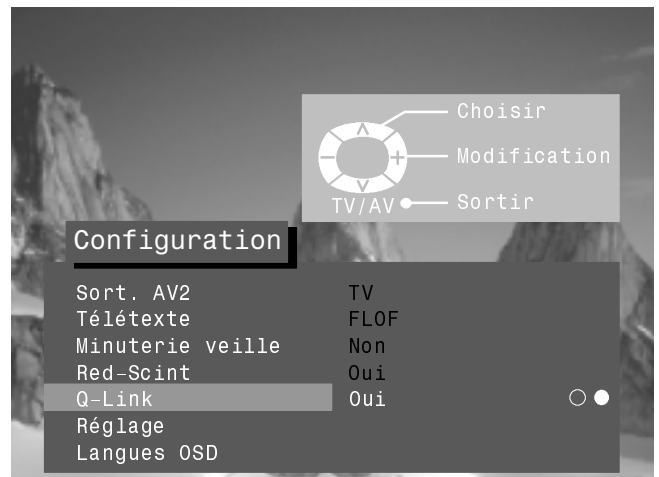 Choisir
Modification
TV/AV Sortir
Configuration
Sort. AV2 TV
Télétexte FLOF
Minuterie veille Non
Red-Scint Oui
Q-Link Oui
Réglage
Langues OSD